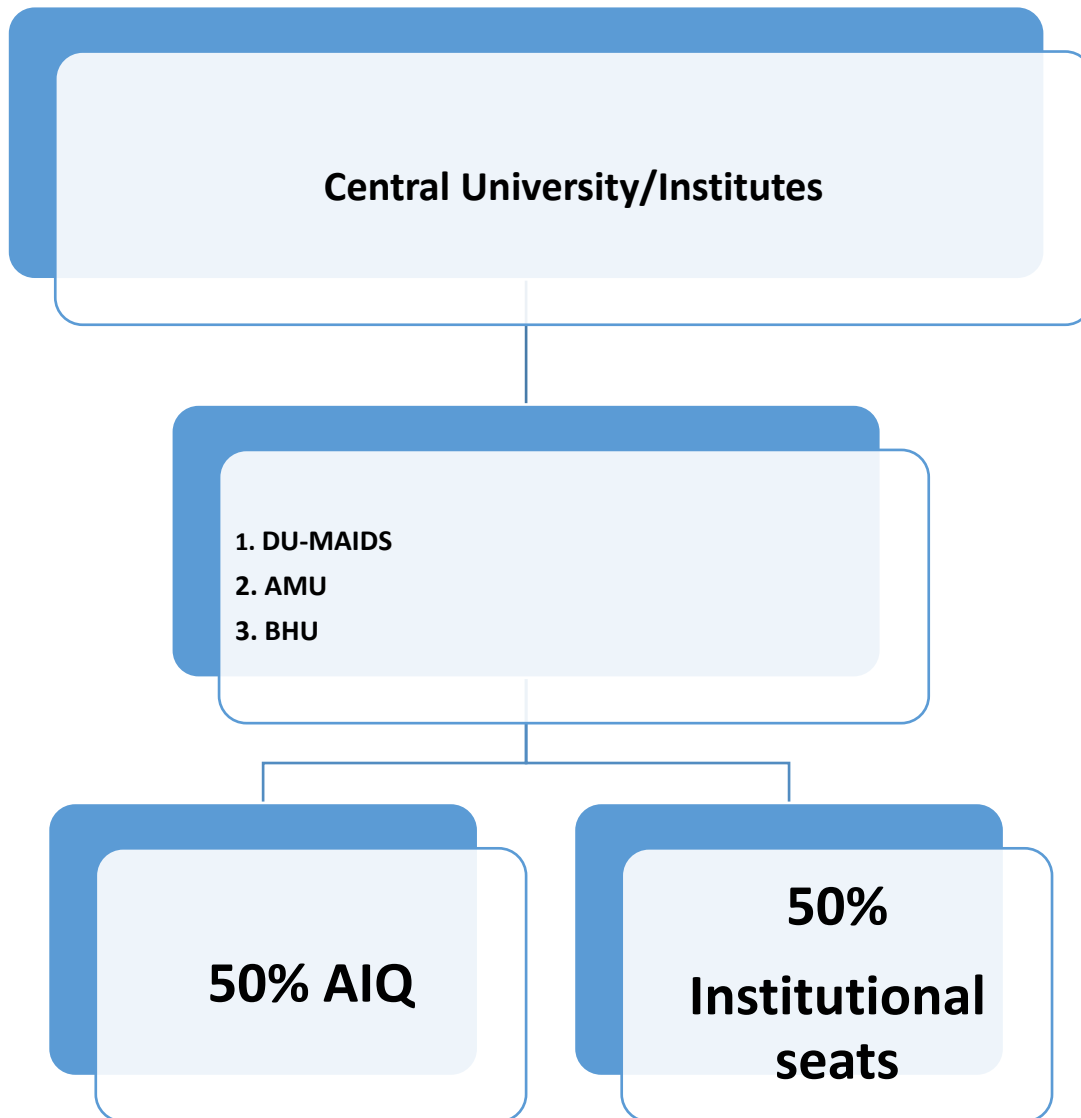 Central University/Institutes
1. DU-MAIDS
2. AMU
3. BHU
50% AIQ
50%
Institutional
seats